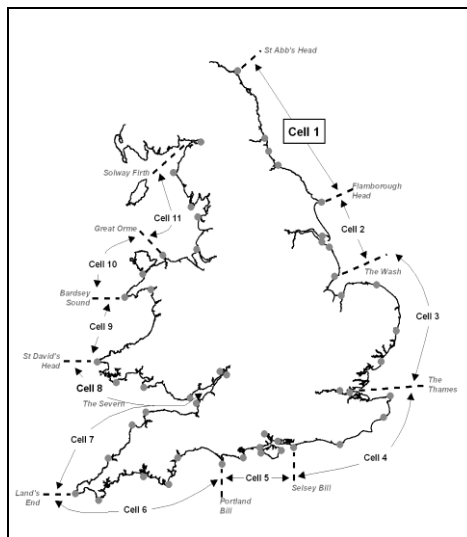 St Abb's Head
Cell 1
Solway Firth
Flamborough
Head
Great Orme
Cell 11
Cell 2
Cell 10
The Wash
Bardsey
Sound
Cell 3
Cell 9
St David's
Head
Cell 8
The
Thames
The Severn
Cell 7
Cell 4
Cell 5
Selsey Bill
Land's
End
Cell 6
Portland
Bill